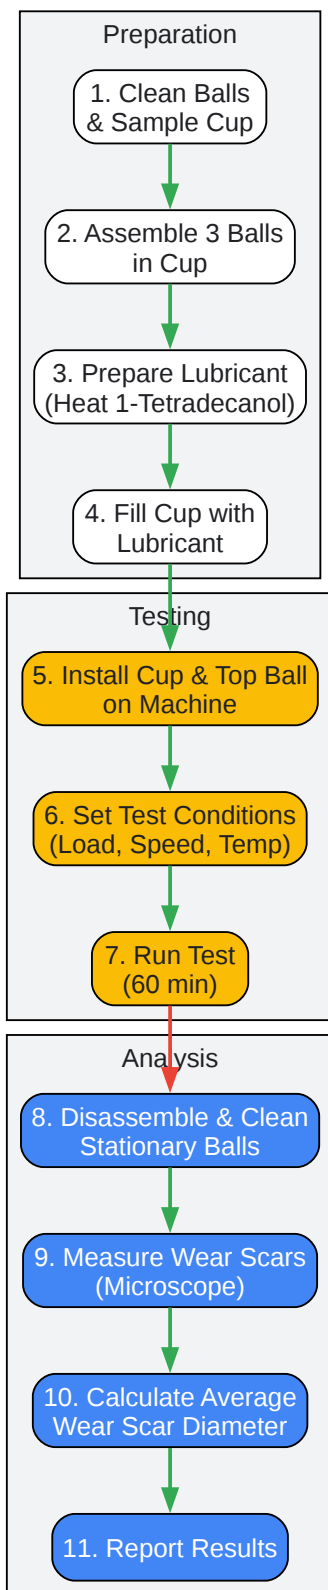 Preparation
1. Clean Balls
& Sample Cup
2. Assemble 3 Balls
in Cup
3. Prepare Lubricant
(Heat 1-Tetradecanol)
4. Fill Cup with
Lubricant
Testing
5. Install Cup & Top Ball
on Machine
6. Set Test Conditions
(Load, Speed, Temp)
7. Run Test
(60 min)
Analysis
8. Disassemble & Clean
Stationary Balls
9. Measure Wear Scars
(Microscope)
10. Calculate Average
Wear Scar Diameter
11. Report Results